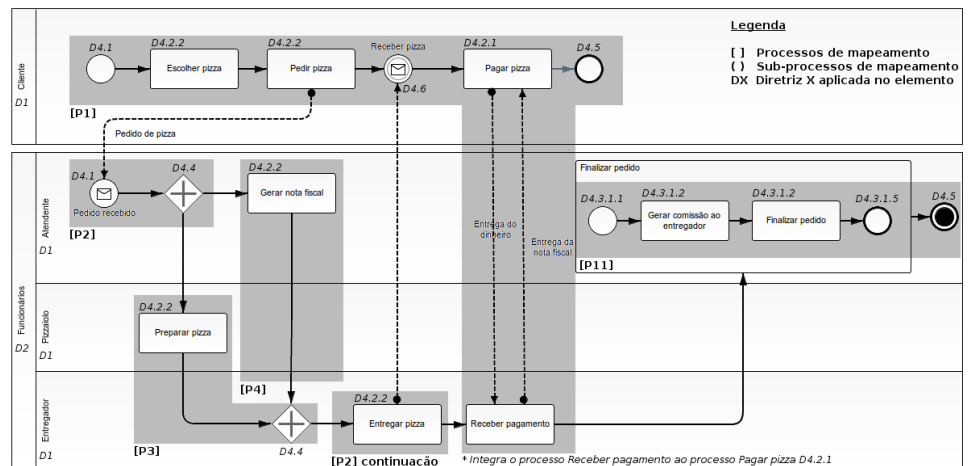 Legenda
[ ] Processos de mapeamento
( ) Sub-processos de mapeamento
DX Diretriz X aplicada no elemento
Cliente
D1
D4.1
D4.2.2
Escolher pizza
D4.2.2
Pedir pizza
Receber pizza
D4.6
D4.2.1
Pagar pizza
D4.5
[P1]
Pedido de pizza
Funcionários
D2
Atendente
D1
D4.1
Pedido recebido
D4.4
[P2]
D4.2.2
Gerar nota fiscal
Entrega do
dinheiro
Entrega da
nota fiscal
Finalizar pedido
D4.3.1.1
D4.3.1.2
Gerar comissão ao
entregador
D4.3.1.2
Finalizar pedido
D4.3.1.5
D4.5
[P11]
Pizzaiolo
D1
D4.2.2
Preparar pizza
[P4]
Entregador
D1
[P3]
D4.4
D4.2.2
Entregar pizza
[P2] continuação
Receber pagamento
* Integra o processo Receber pagamento ao processo Pagar pizza D4.2.1